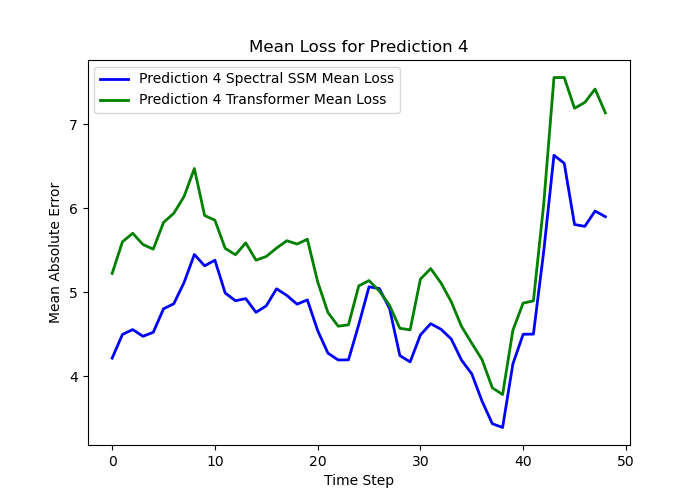 Mean Loss for Prediction 4
Prediction 4 Spectral SSM Mean Loss
Prediction 4 Transformer Mean Loss
Mean Absolute Error
7
6
5
4
0 10 20 30 40 50
Time Step